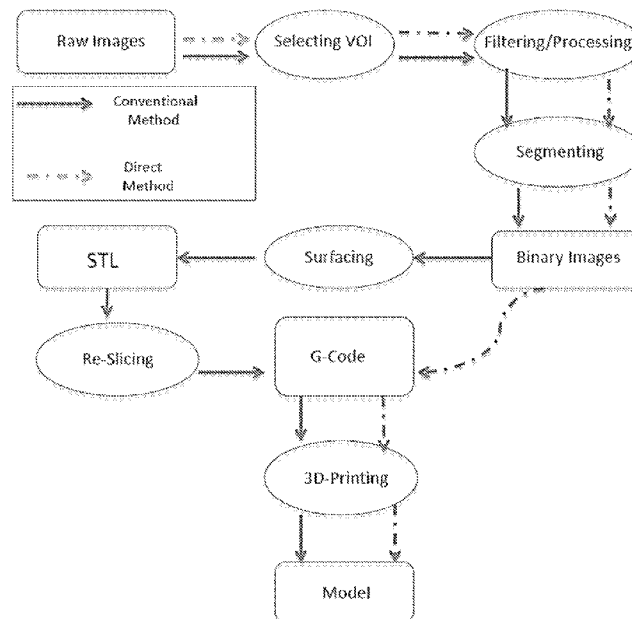 Raw Images
Selecting VOI
Filtering/Processing
Conventional
Method
Direct
Method
Segmenting
STL
Surfacing
Binary Images
Re-Slicing
G-Code
3D-Printing
Model